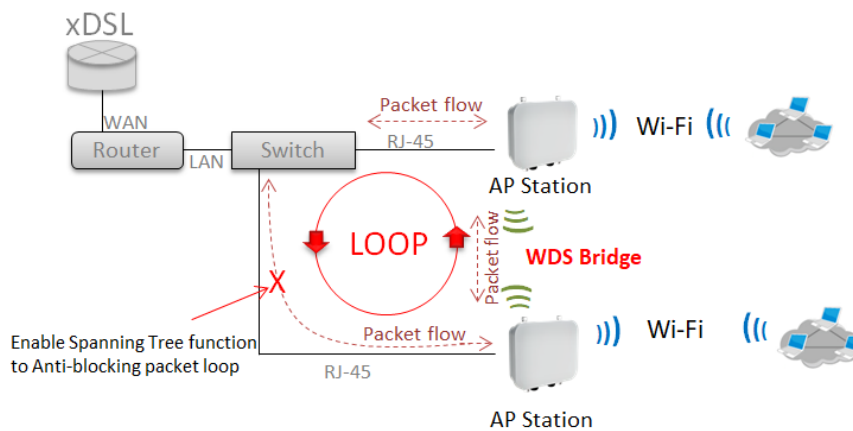 xDSL
WAN
Router
LAN
Switch
RJ-45
Packet flow
AP Station
Wi-Fi
LOOP
Packet flow
WDS Bridge
X
Enable Spanning Tree function
to Anti-blocking packet loop
Packet flow
RJ-45
AP Station
Wi-Fi